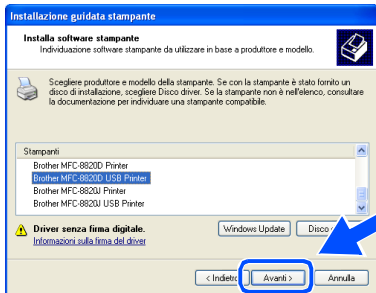 Installazione guidata stampante
Installa software stampante
Individuazione software stampante da utilizzare in base a produttore e modello.
Scegliere produttore e modello della stampante. Se con la stampante è stato fornito un
disco di installazione, scegliere Disco driver. Se la stampante non è nell'elenco, consultare
la documentazione per individuare una stampante compatibile.
Stampanti
Brother MFC-8820D Printer
Brother MFC-8820D USB Printer
Brother MFC-8820J Printer
Brother MFC-8820J USB Printer
Driver senza firma digitale.
Informazioni sulla firma del driver
Windows Update
Disco
< Indietro
Avanti >
Annulla